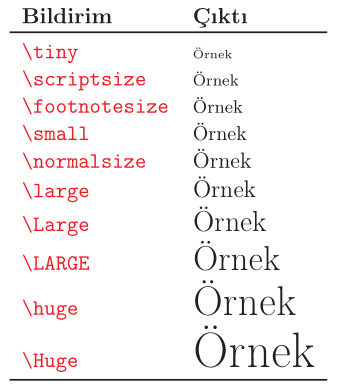 Bildirim Çıktı
\tiny Örnek
\scriptsize Örnek
\footnotesize Örnek
\small Örnek
\normalsize Örnek
\large Örnek
\Large Örnek
\LARGE Örnek
\huge Örnek
\Huge Örnek